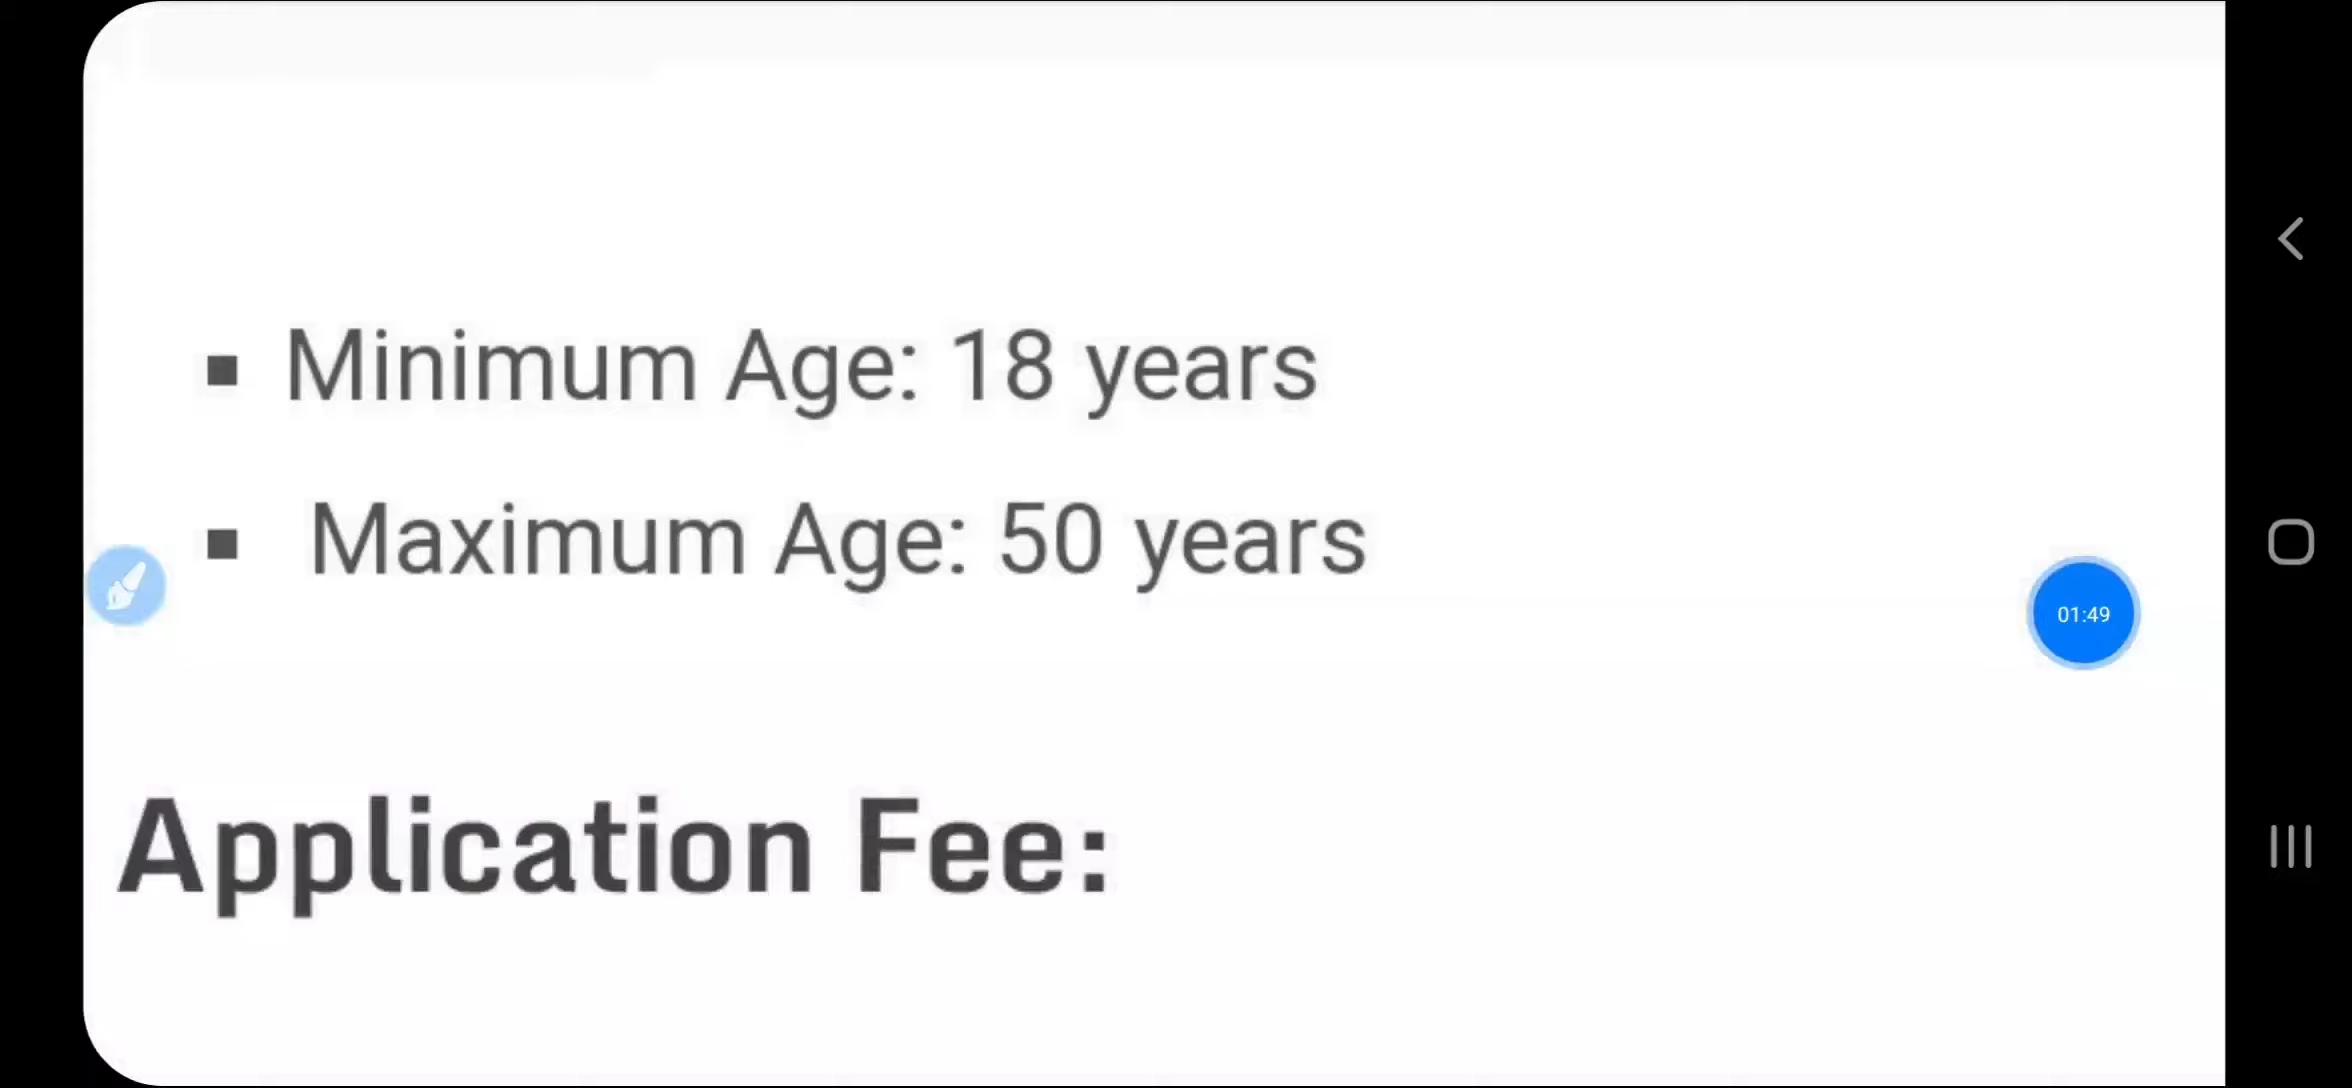 ▪ Minimum Age: 18 years
▪ Maximum Age: 50 years
01:49
Application Fee: